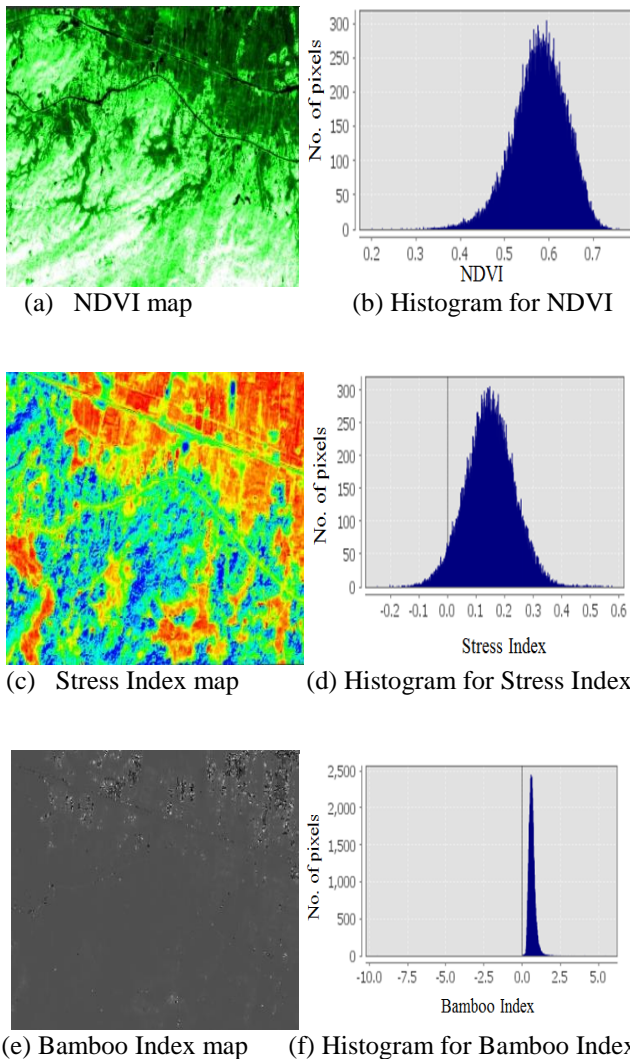 No. of pixels
300
250
200
150
100
50
0
0.2 0.3 0.4 0.5 0.6 0.7
NDVI
(a) NDVI map (b) Histogram for NDVI
No. of pixels
300
250
200
150
100
50
0
-0.2 -0.1 0.0 0.1 0.2 0.3 0.4 0.5 0.6
Stress Index
(c) Stress Index map (d) Histogram for Stress Index
No. of pixels
2,500
2,000
1,500
1,000
500
0
-10.0 -7.5 -5.0 -2.5 0.0 2.5 5.0
Bamboo Index
(e) Bamboo Index map (f) Histogram for Bamboo Index